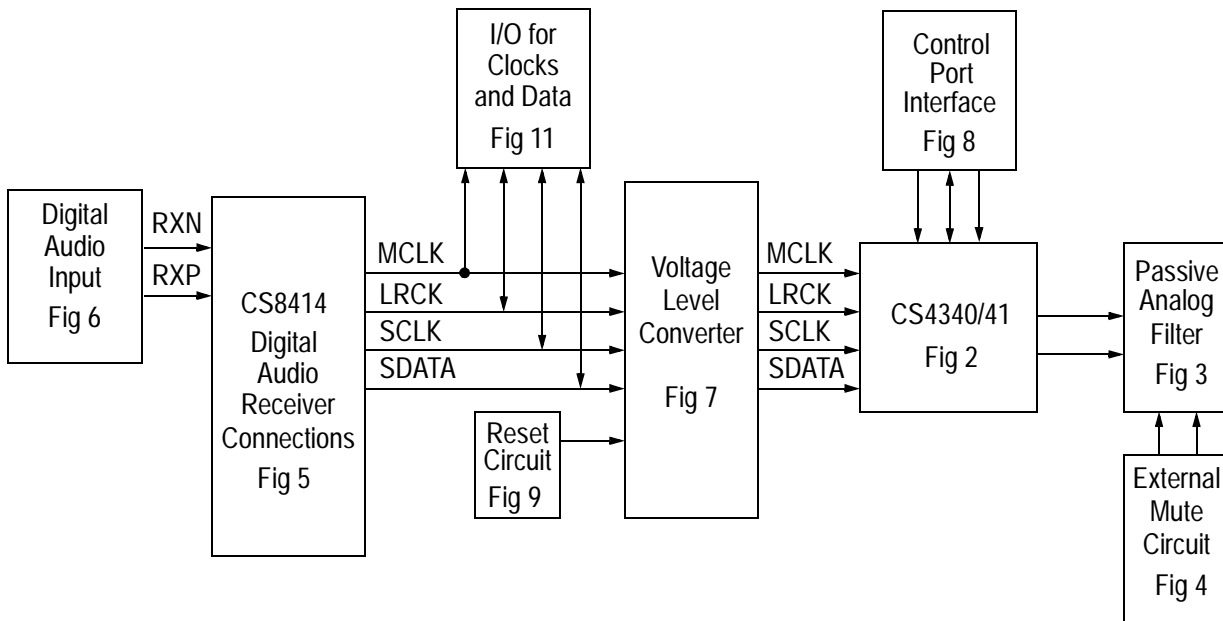 I/O for
Clocks
and Data
Fig 11
Control
Port
Interface
Fig 8
Digital
Audio
Input
Fig 6
RXN
RXP
CS8414
Digital
Audio
Receiver
Connections
Fig 5
MCLK
LRCK
SCLK
SDATA
Reset
Circuit
Fig 9
Voltage
Level
Converter
Fig 7
MCLK
LRCK
SCLK
SDATA
CS4340/41
Fig 2
Passive
Analog
Filter
Fig 3
External
Mute
Circuit
Fig 4